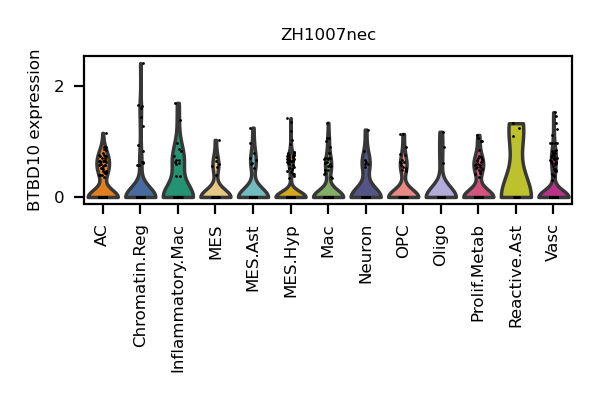 ZH1007nec
BTBD10 expression
2
0
AC
Chromatin.Reg
Inflammatory.Mac
MES
MES.Ast
MES.Hyp
Mac
Neuron
OPC
Oligo
Prolif.Metab
Reactive.Ast
Vasc